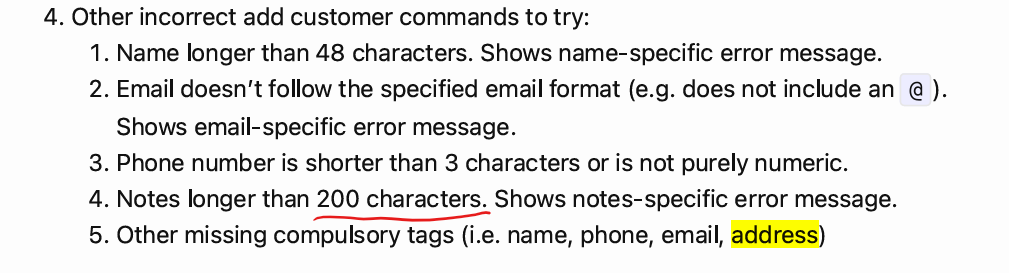 4. Other incorrect add customer commands to try:
1. Name longer than 48 characters. Shows name-specific error message.
2. Email doesn’t follow the specified email format (e.g. does not include an @ ).
Shows email-specific error message.
3. Phone number is shorter than 3 characters or is not purely numeric.
4. Notes longer than 200 characters. Shows notes-specific error message.
5. Other missing compulsory tags (i.e. name, phone, email, address)